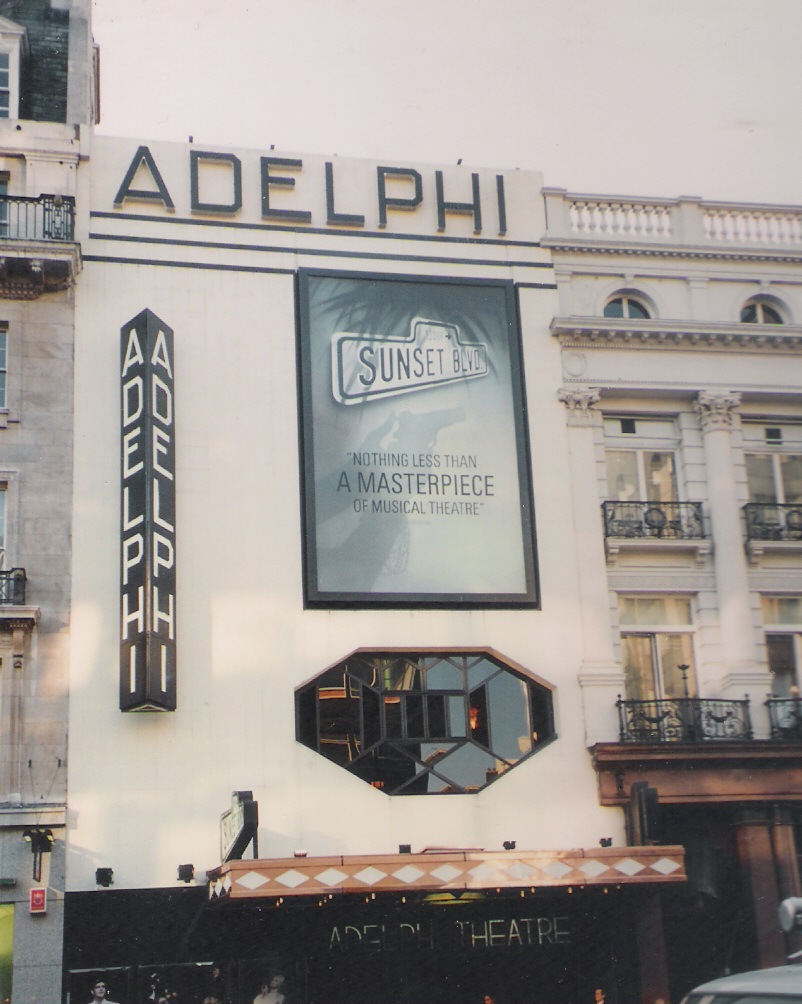 ADELPHI
SUNSET BLVD.
"NOTHING LESS THAN
A MASTERPIECE
OF MUSICAL THEATRE"
ADELPHI
ADELPHI
ADELPHI THEATRE